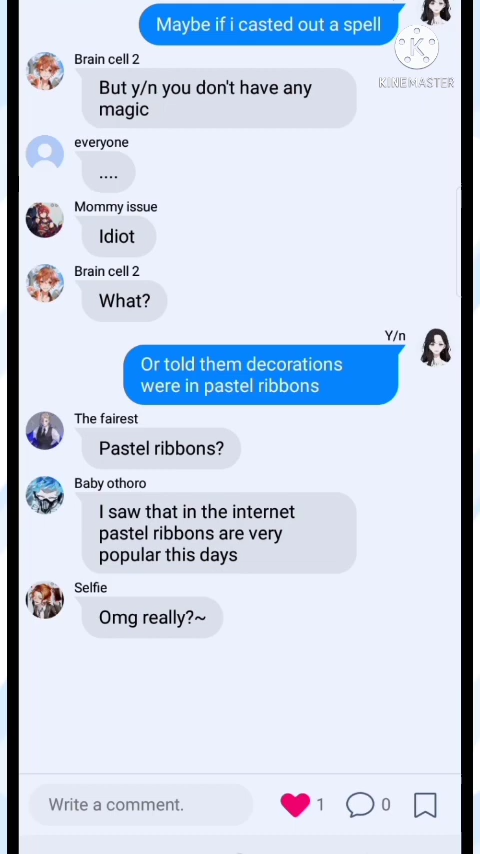 Maybe if i casted out a spell
KINEMASTER
Brain cell 2
But y/n you don't have any
magic
everyone
....
Mommy issue
Idiot
Brain cell 2
What?
Y/n
Or told them decorations
were in pastel ribbons
The fairest
Pastel ribbons?
Baby othoro
I saw that in the internet
pastel ribbons are very
popular this days
Selfie
Omg really?~
Write a comment.
1
0